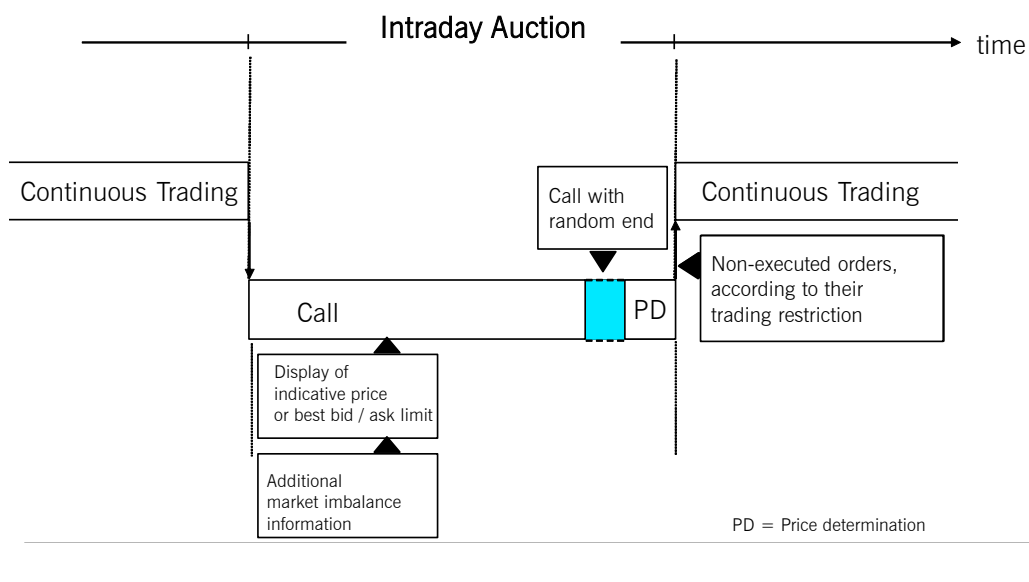 Intraday Auction
time
Continuous Trading
Call with
random end
Continuous Trading
Non-executed orders,
according to their
trading restriction
Call
PD
Display of
indicative price
or best bid / ask limit
Additional
market imbalance
information
PD = Price determination